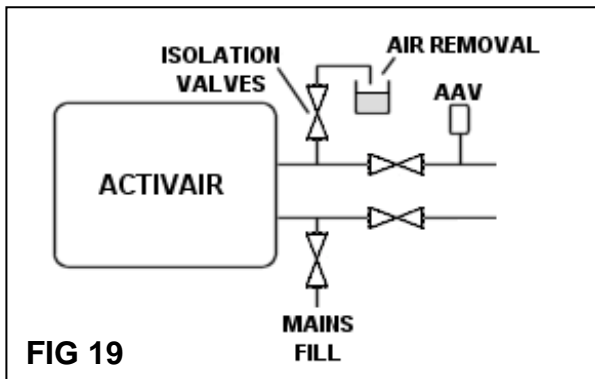 ISOLATION
VALVES
AIR REMOVAL
AAV
ACTIVAIR
MAINS
FILL
FIG 19